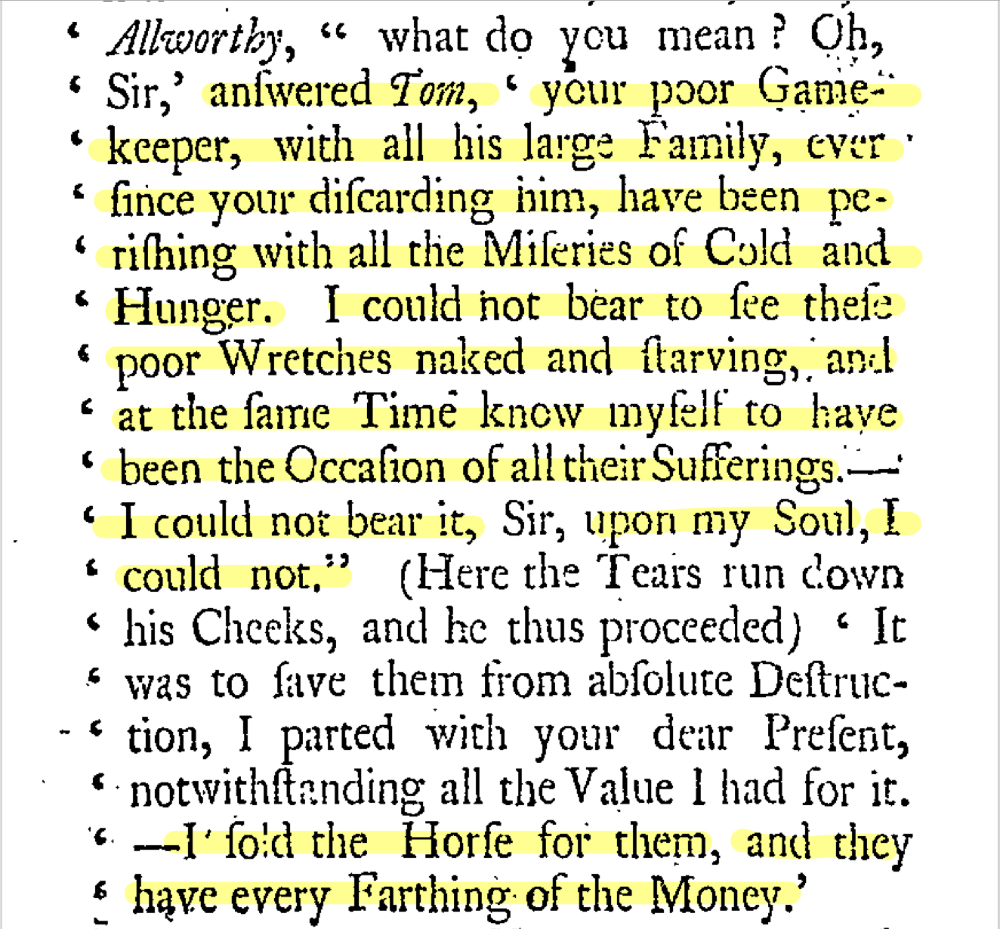 ‘ Allworthy, “ what do you mean ? Oh,
‘ Sir,’ anſwered Tom, ‘ your poor Game-
‘ keeper, with all his large Family, ever
‘ ſince your diſcarding him, have been pe-
‘ riſhing with all the Miſeries of Cold and
‘ Hunger. I could not bear to ſee theſe
‘ poor Wretches naked and ſtarving, and
‘ at the ſame Time know myſelf to have
‘ been the Occaſion of all their Sufferings.—
‘ I could not bear it, Sir, upon my Soul, I
‘ could not.” (Here the Tears run down
‘ his Cheeks, and he thus proceeded) ‘ It
‘ was to ſave them from abſolute Deſtruc-
‘ tion, I parted with your dear Preſent,
‘ notwithſtanding all the Value I had for it.
‘ —I ſold the Horſe for them, and they
‘ have every Farthing of the Money.’